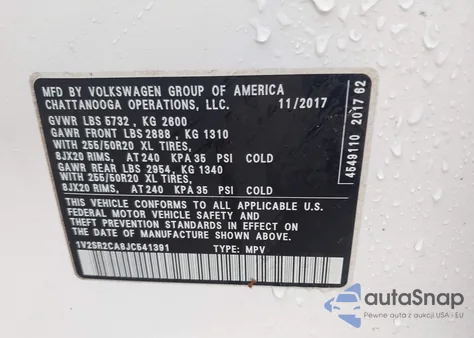 MFD BY VOLKSWAGEN GROUP OF AMERICA
CHATTANOOGA OPERATIONS, LLC. 11/2017
GVWR LBS 5732 , KG 2600
GAWR FRONT LBS 2888 , KG 1310
WITH 255/50R20 XL TIRES,
8JX20 RIMS, AT 240 KPA 35 PSI COLD
GAWR REAR LBS 2954, KG 1340
WITH 255/50R20 XL TIRES,
8JX20 RIMS, AT 240 KPA 35 PSI COLD
THIS VEHICLE CONFORMS TO ALL APPLICABLE U.S.
FEDERAL MOTOR VEHICLE SAFETY, BUMPER, AND
THEFT PREVENTION STANDARDS IN EFFECT ON THE
DATE OF MANUFACTURE SHOWN ABOVE.
1V2SR2CA8JC541391 TYPE: MPV
4549110 2017 62
autaSnap
Pewne auta z aukcji USA i EU